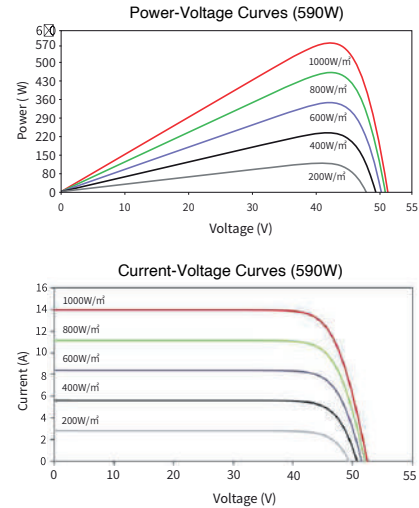 Power-Voltage Curves (590W)
570
500
430
360
290
220
150
80
0
Power ( W)
1000W/㎡
800W/㎡
600W/㎡
400W/㎡
200W/㎡
0 10 20 30 40 50 55
Voltage (V)
Current-Voltage Curves (590W)
16
14
12
10
8
6
4
2
0
Current (A)
1000W/㎡
800W/㎡
600W/㎡
400W/㎡
200W/㎡
0 10 20 30 40 50 55
Voltage (V)